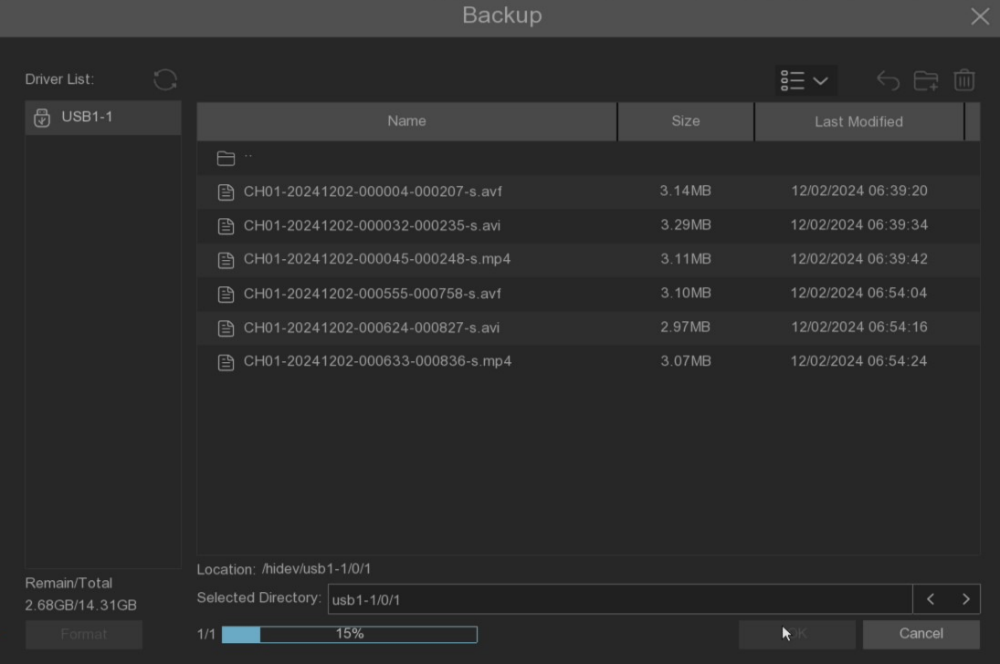 Backup
Driver List:
USB1-1
Name Size Last Modified
..
CH01-20241202-000004-000207-s.avf 3.14MB 12/02/2024 06:39:20
CH01-20241202-000032-000235-s.avi 3.29MB 12/02/2024 06:39:34
CH01-20241202-000045-000248-s.mp4 3.11MB 12/02/2024 06:39:42
CH01-20241202-000555-000758-s.avf 3.10MB 12/02/2024 06:54:04
CH01-20241202-000624-000827-s.avi 2.97MB 12/02/2024 06:54:16
CH01-20241202-000633-000836-s.mp4 3.07MB 12/02/2024 06:54:24
Location: /hidev/usb1-1/0/1
Remain/Total
2.68GB/14.31GB
Selected Directory: usb1-1/0/1
Format
1/1 15%
OK
Cancel